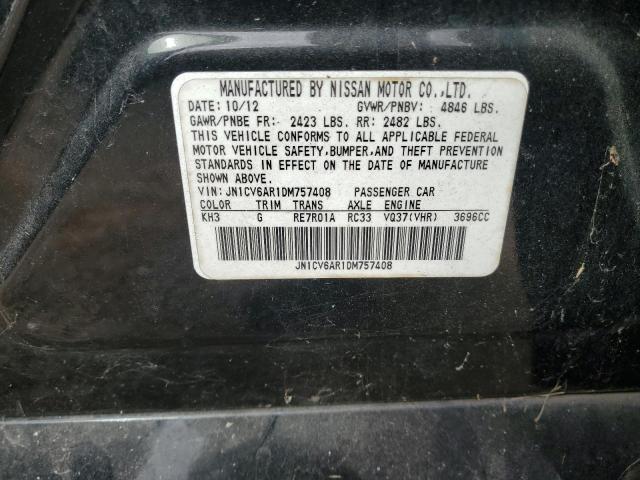 MANUFACTURED BY NISSAN MOTOR CO.,LTD.
DATE: 10/12 GVWR/PNBV: 4846 LBS.
GAWR/PNBE FR: 2423 LBS. RR: 2482 LBS.
THIS VEHICLE CONFORMS TO ALL APPLICABLE FEDERAL
MOTOR VEHICLE SAFETY,BUMPER,AND THEFT PREVENTION
STANDARDS IN EFFECT ON THE DATE OF MANUFACTURE
SHOWN ABOVE.
VIN: JN1CV6AR1DM757408 PASSENGER CAR
COLOR TRIM TRANS AXLE ENGINE
KH3 G RE7R01A RC33 VQ37(VHR) 3696CC
JN1CV6AR1DM757408